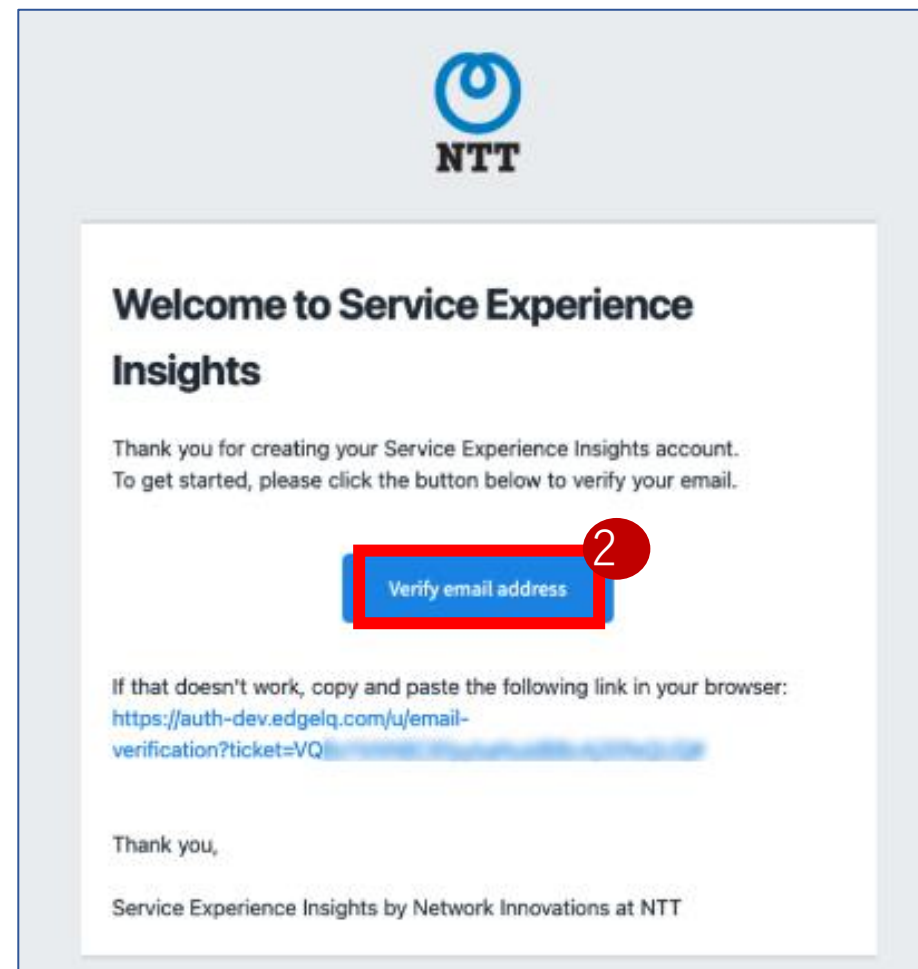 NTT
Welcome to Service Experience
Insights
Thank you for creating your Service Experience Insights account.
To get started, please click the button below to verify your email.
2
Verify email address
If that doesn't work, copy and paste the following link in your browser:
https://auth-dev.edgelq.com/u/email-
verification?ticket=VQ
Thank you,
Service Experience Insights by Network Innovations at NTT